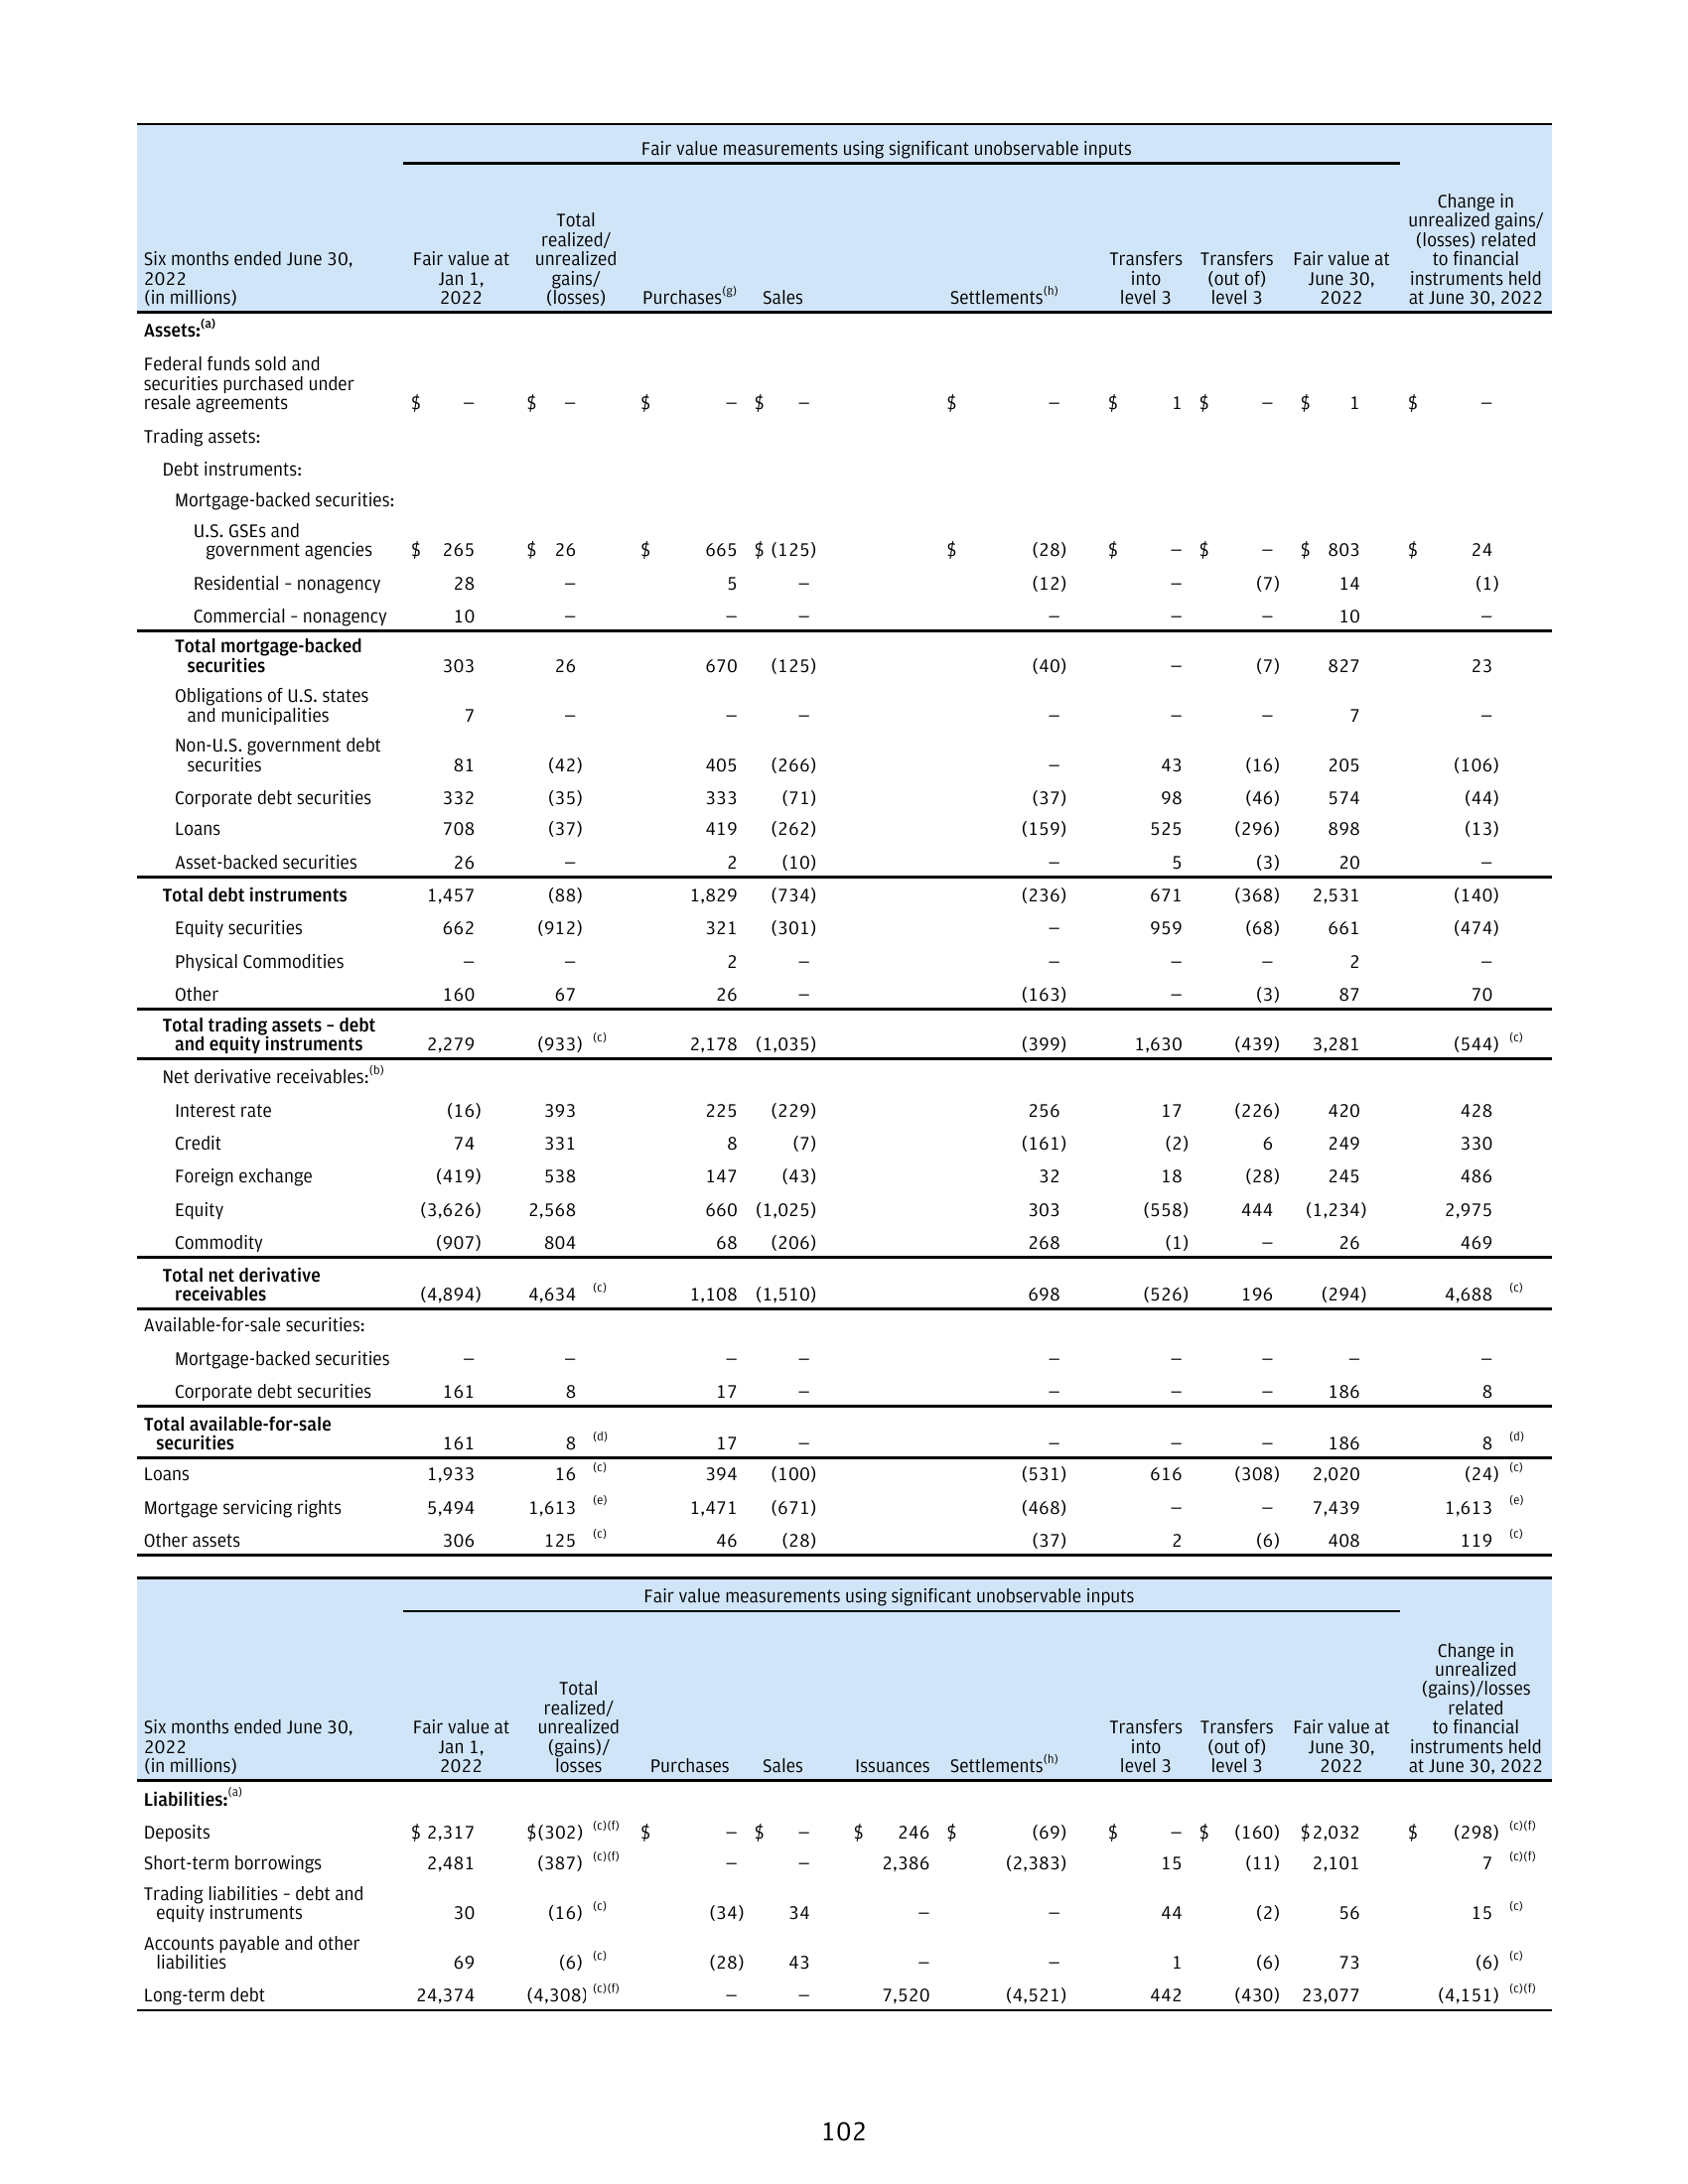 Fair value measurements using significant unobservable inputs
Six months ended June 30, 2022 (in millions) Fair value at Jan 1, 2022 Total realized/ unrealized gains/ (losses) Purchases(g) Sales Settlements(h) Transfers into level 3 Transfers (out of) level 3 Fair value at June 30, 2022 Change in unrealized gains/ (losses) related to financial instruments held at June 30, 2022
Assets:(a)
Federal funds sold and
securities purchased under
resale agreements $ – $ – $ – $ – $ – $ 1 $ – $ 1 $ –
Trading assets:
Debt instruments:
Mortgage-backed securities:
U.S. GSEs and
government agencies $ 265 $ 26 $ 665 $ (125) $ (28) $ – $ – $ 803 $ 24
Residential – nonagency 28 – 5 – (12) – (7) 14 (1)
Commercial – nonagency 10 – – – – – – 10 –
Total mortgage-backed
securities 303 26 670 (125) (40) – (7) 827 23
Obligations of U.S. states
and municipalities 7 – – – – – – 7 –
Non-U.S. government debt
securities 81 (42) 405 (266) – 43 (16) 205 (106)
Corporate debt securities 332 (35) 333 (71) (37) 98 (46) 574 (44)
Loans 708 (37) 419 (262) (159) 525 (296) 898 (13)
Asset-backed securities 26 – 2 (10) – 5 (3) 20 –
Total debt instruments 1,457 (88) 1,829 (734) (236) 671 (368) 2,531 (140)
Equity securities 662 (912) 321 (301) – 959 (68) 661 (474)
Physical Commodities – – 2 – – – – 2 –
Other 160 67 26 – (163) – (3) 87 70
Total trading assets – debt
and equity instruments 2,279 (933) (c) 2,178 (1,035) (399) 1,630 (439) 3,281 (544) (c)
Net derivative receivables:(b)
Interest rate (16) 393 225 (229) 256 17 (226) 420 428
Credit 74 331 8 (7) (161) (2) 6 249 330
Foreign exchange (419) 538 147 (43) 32 18 (28) 245 486
Equity (3,626) 2,568 660 (1,025) 303 (558) 444 (1,234) 2,975
Commodity (907) 804 68 (206) 268 (1) – 26 469
Total net derivative
receivables (4,894) 4,634 (c) 1,108 (1,510) 698 (526) 196 (294) 4,688 (c)
Available-for-sale securities:
Mortgage-backed securities – – – – – – – – –
Corporate debt securities 161 8 17 – – – – 186 8
Total available-for-sale
securities 161 8 (d) 17 – – – – 186 8 (d)
Loans 1,933 16 (c) 394 (100) (531) 616 (308) 2,020 (24) (c)
Mortgage servicing rights 5,494 1,613 (e) 1,471 (671) (468) – – 7,439 1,613 (e)
Other assets 306 125 (c) 46 (28) (37) 2 (6) 408 119 (c)
Fair value measurements using significant unobservable inputs
Six months ended June 30, 2022 (in millions) Fair value at Jan 1, 2022 Total realized/ unrealized (gains)/ losses Purchases Sales Issuances Settlements(h) Transfers into level 3 Transfers (out of) level 3 Fair value at June 30, 2022 Change in unrealized (gains)/losses related to financial instruments held at June 30, 2022
Liabilities:(a)
Deposits $ 2,317 $(302) (c)(f) $ – $ – $ 246 $ (69) $ – $ (160) $2,032 $ (298) (c)(f)
Short-term borrowings 2,481 (387) (c)(f) – – 2,386 (2,383) 15 (11) 2,101 7 (c)(f)
Trading liabilities – debt and
equity instruments 30 (16) (c) (34) 34 – – 44 (2) 56 15 (c)
Accounts payable and other
liabilities 69 (6) (c) (28) 43 – – 1 (6) 73 (6) (c)
Long-term debt 24,374 (4,308) (c)(f) – – 7,520 (4,521) 442 (430) 23,077 (4,151) (c)(f)
102